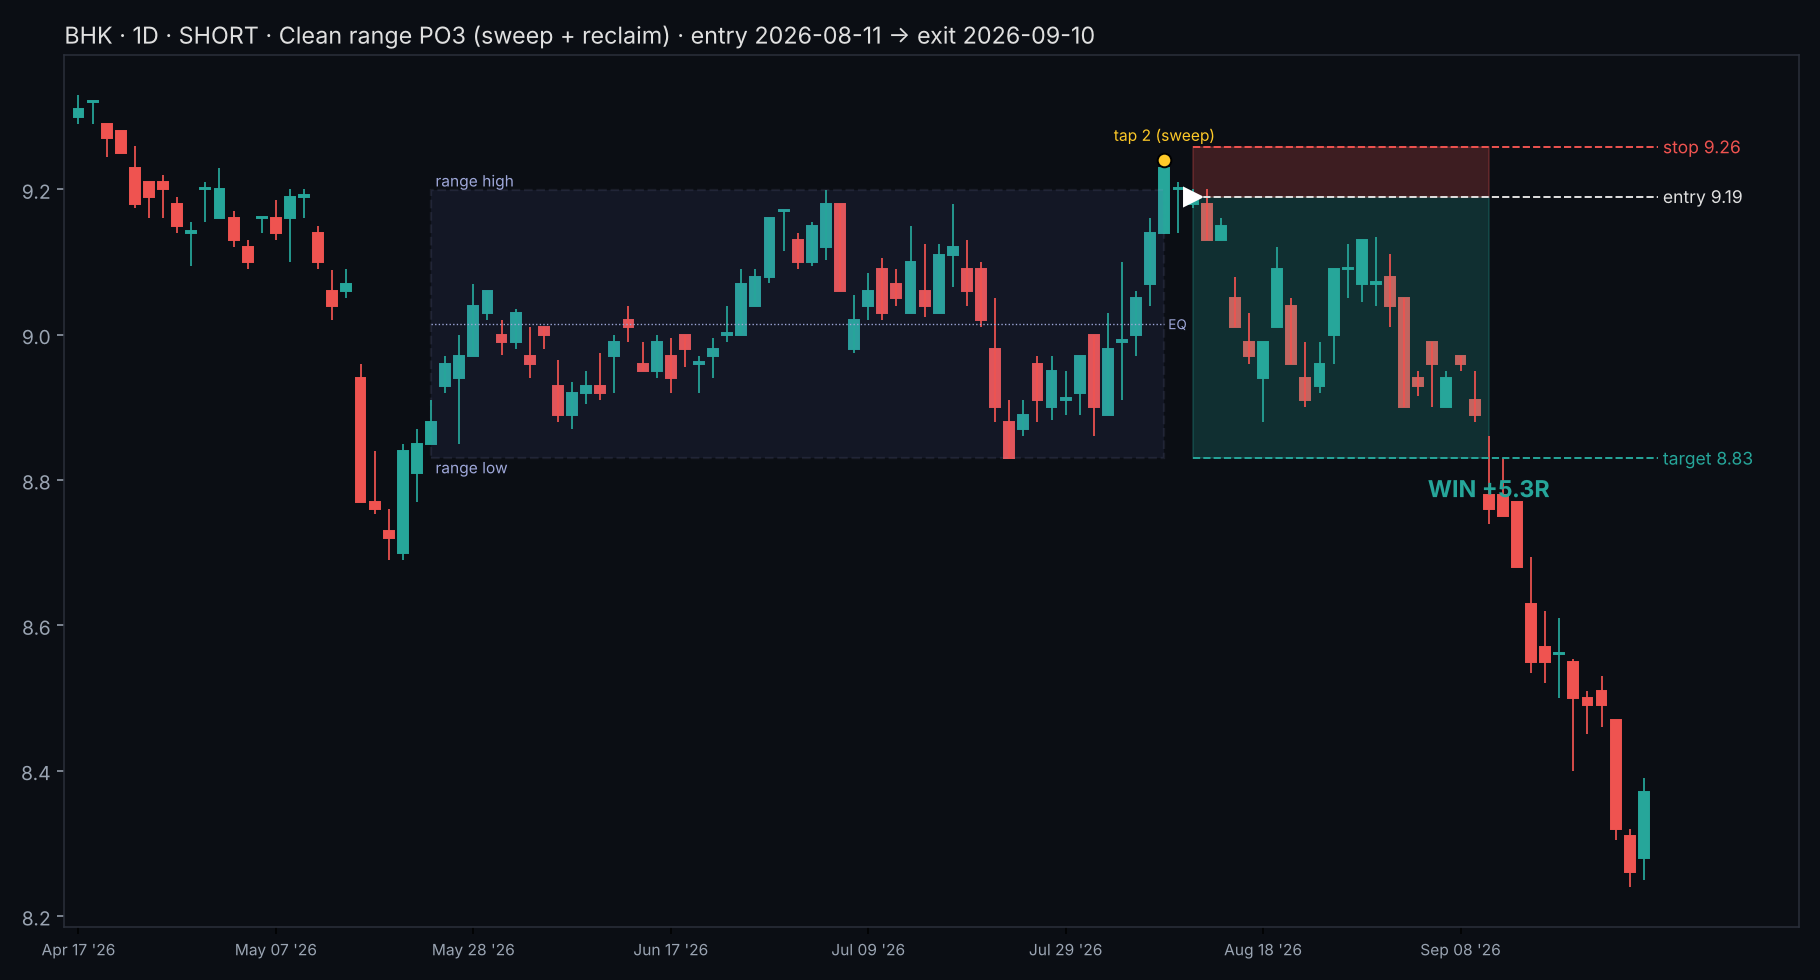 BHK · 1D · SHORT · Clean range PO3 (sweep + reclaim) · entry 2026-08-11 → exit 2026-09-10
tap 2 (sweep)
stop 9.26
range high
9.2
entry 9.19
EQ
9.0
target 8.83
range low
8.8
WIN +5.3R
8.6
8.4
8.2
Apr 17 '26
May 07 '26
May 28 '26
Jun 17 '26
Jul 09 '26
Jul 29 '26
Aug 18 '26
Sep 08 '26